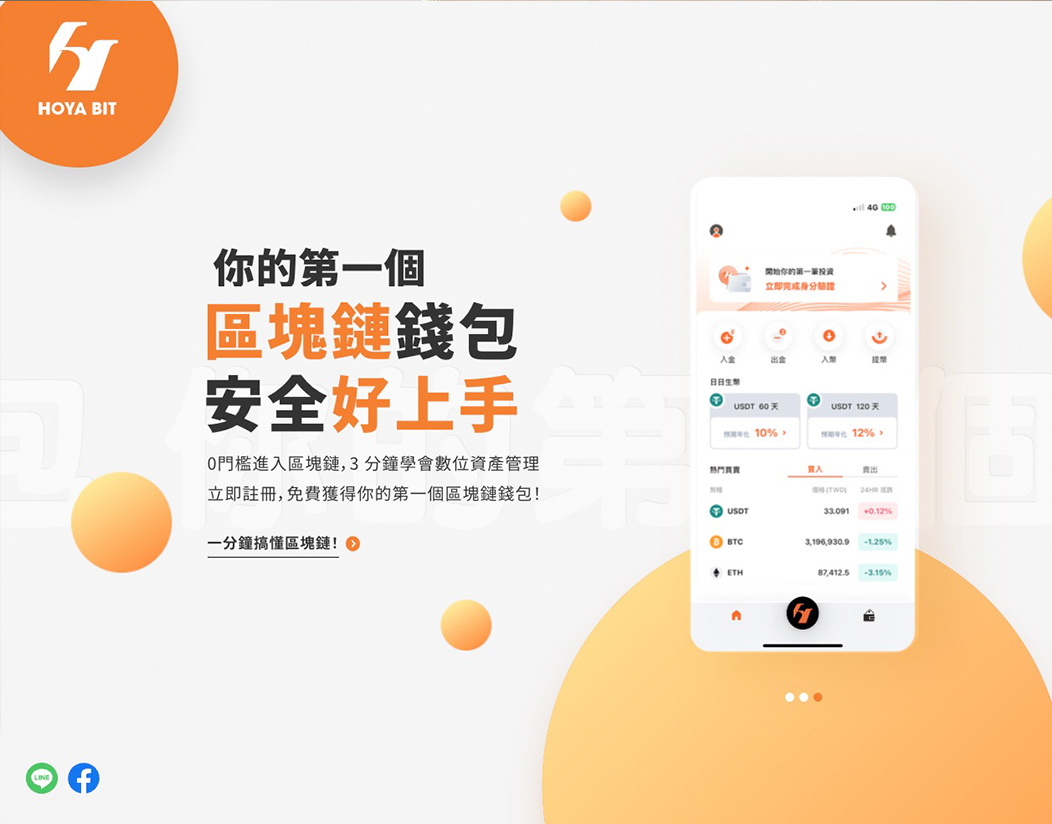 HOYA BIT
你的第一個
區塊鏈錢包
安全好上手
0門檻進入區塊鏈，3 分鐘學會數位資產管理
立即註冊，免費獲得你的第一個區塊鏈錢包！
一分鐘搞懂區塊鏈！
4G 100
開始你的第一筆投資
立即完成身分驗證
入金 出金 入幣 提幣
日日生幣
USDT 60 天 USDT 120 天
預期年化 10% 預期年化 12%
熱門買賣 買入 賣出
幣種 價格 (TWD) 24HR 漲跌
USDT 33.091 +0.12%
BTC 3,196,930.9 -1.25%
ETH 87,412.5 -3.15%
包 你的第一個
LINE